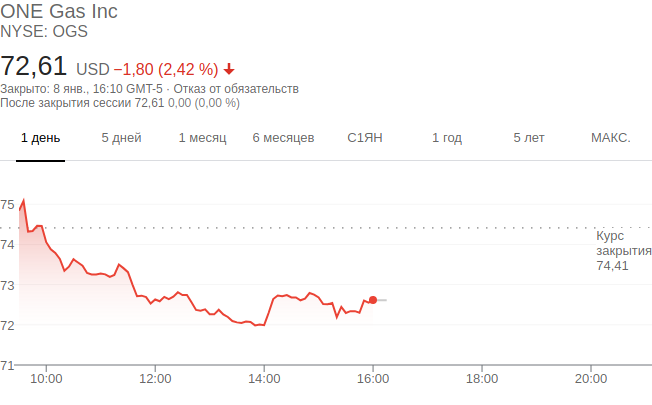 ONE Gas Inc
NYSE: OGS
72,61 USD −1,80 (2,42 %)
Закрыто: 8 янв., 16:10 GMT-5 · Отказ от обязательств
После закрытия сессии 72,61 0,00 (0,00 %)
1 день 5 дней 1 месяц 6 месяцев С1ЯН 1 год 5 лет МАКС.
75
Курс
закрытия
74,41
74
73
72
71
10:00 12:00 14:00 16:00 18:00 20:00